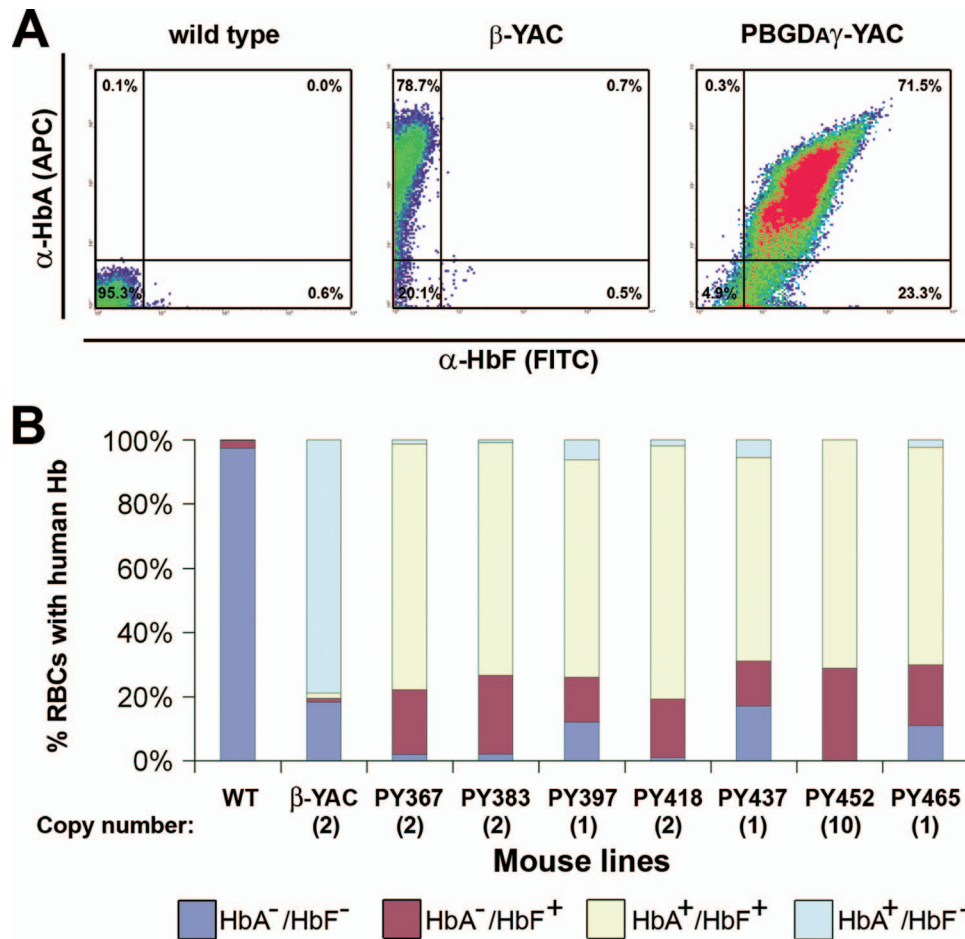 A
wild type
β-YAC
PBGDAγ-YAC
α-HbA (APC)
0.1%
0.0%
95.3%
0.6%
78.7%
0.7%
20.1%
0.5%
0.3%
71.5%
4.9%
23.3%
α-HbF (FITC)
B
% RBCs with human Hb
100%
80%
60%
40%
20%
0%
WT β-YAC PY367 PY383 PY397 PY418 PY437 PY452 PY465
Copy number: (2) (2) (2) (1) (2) (1) (10) (1)
Mouse lines
HbA⁻/HbF⁻ HbA⁻/HbF⁺ HbA⁺/HbF⁺ HbA⁺/HbF⁻